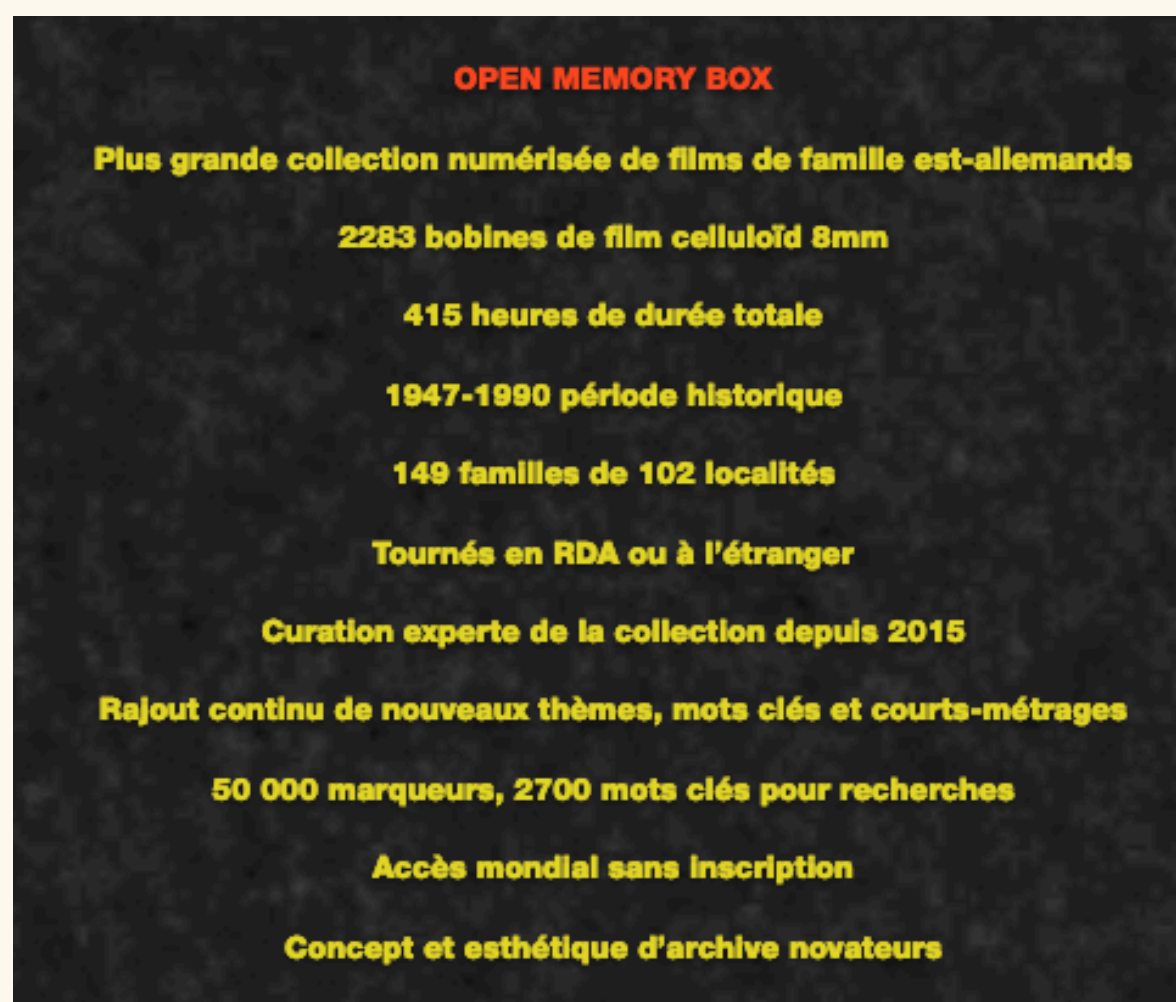 OPEN MEMORY BOX
Plus grande collection numérisée de films de famille est-allemands
2283 bobines de film celluloïd 8mm
415 heures de durée totale
1947-1990 période historique
149 familles de 102 localités
Tournés en RDA ou à l'étranger
Curation experte de la collection depuis 2015
Rajout continu de nouveaux thèmes, mots clés et courts-métrages
50 000 marqueurs, 2700 mots clés pour recherches
Accès mondial sans inscription
Concept et esthétique d'archive novateurs